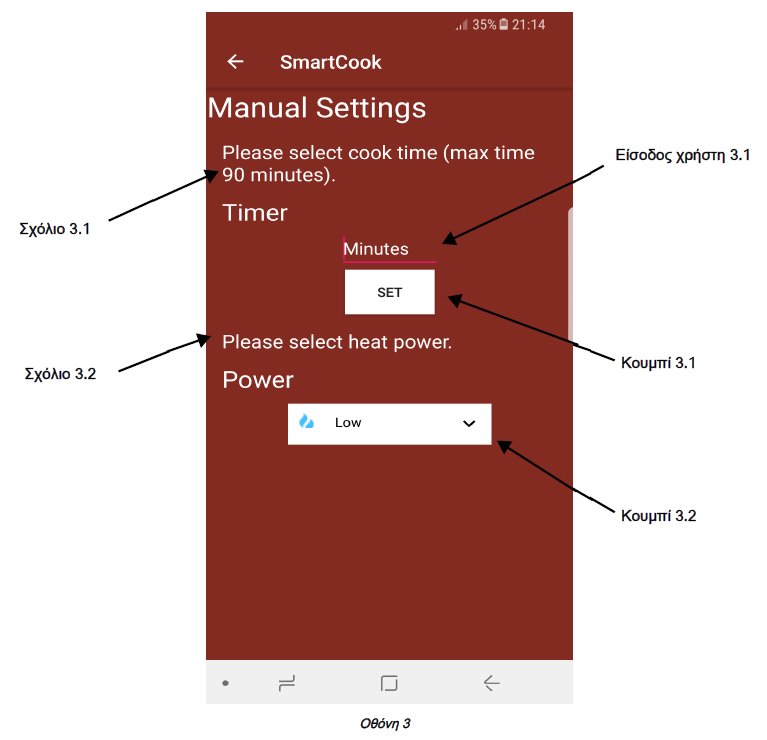 35% 21:14
SmartCook
Manual Settings
Please select cook time (max time
90 minutes).
Είσοδος χρήστη 3.1
Σχόλιο 3.1
Timer
Minutes
SET
Please select heat power.
Κουμπί 3.1
Σχόλιο 3.2
Power
Low
Κουμπί 3.2
Οθόνη 3